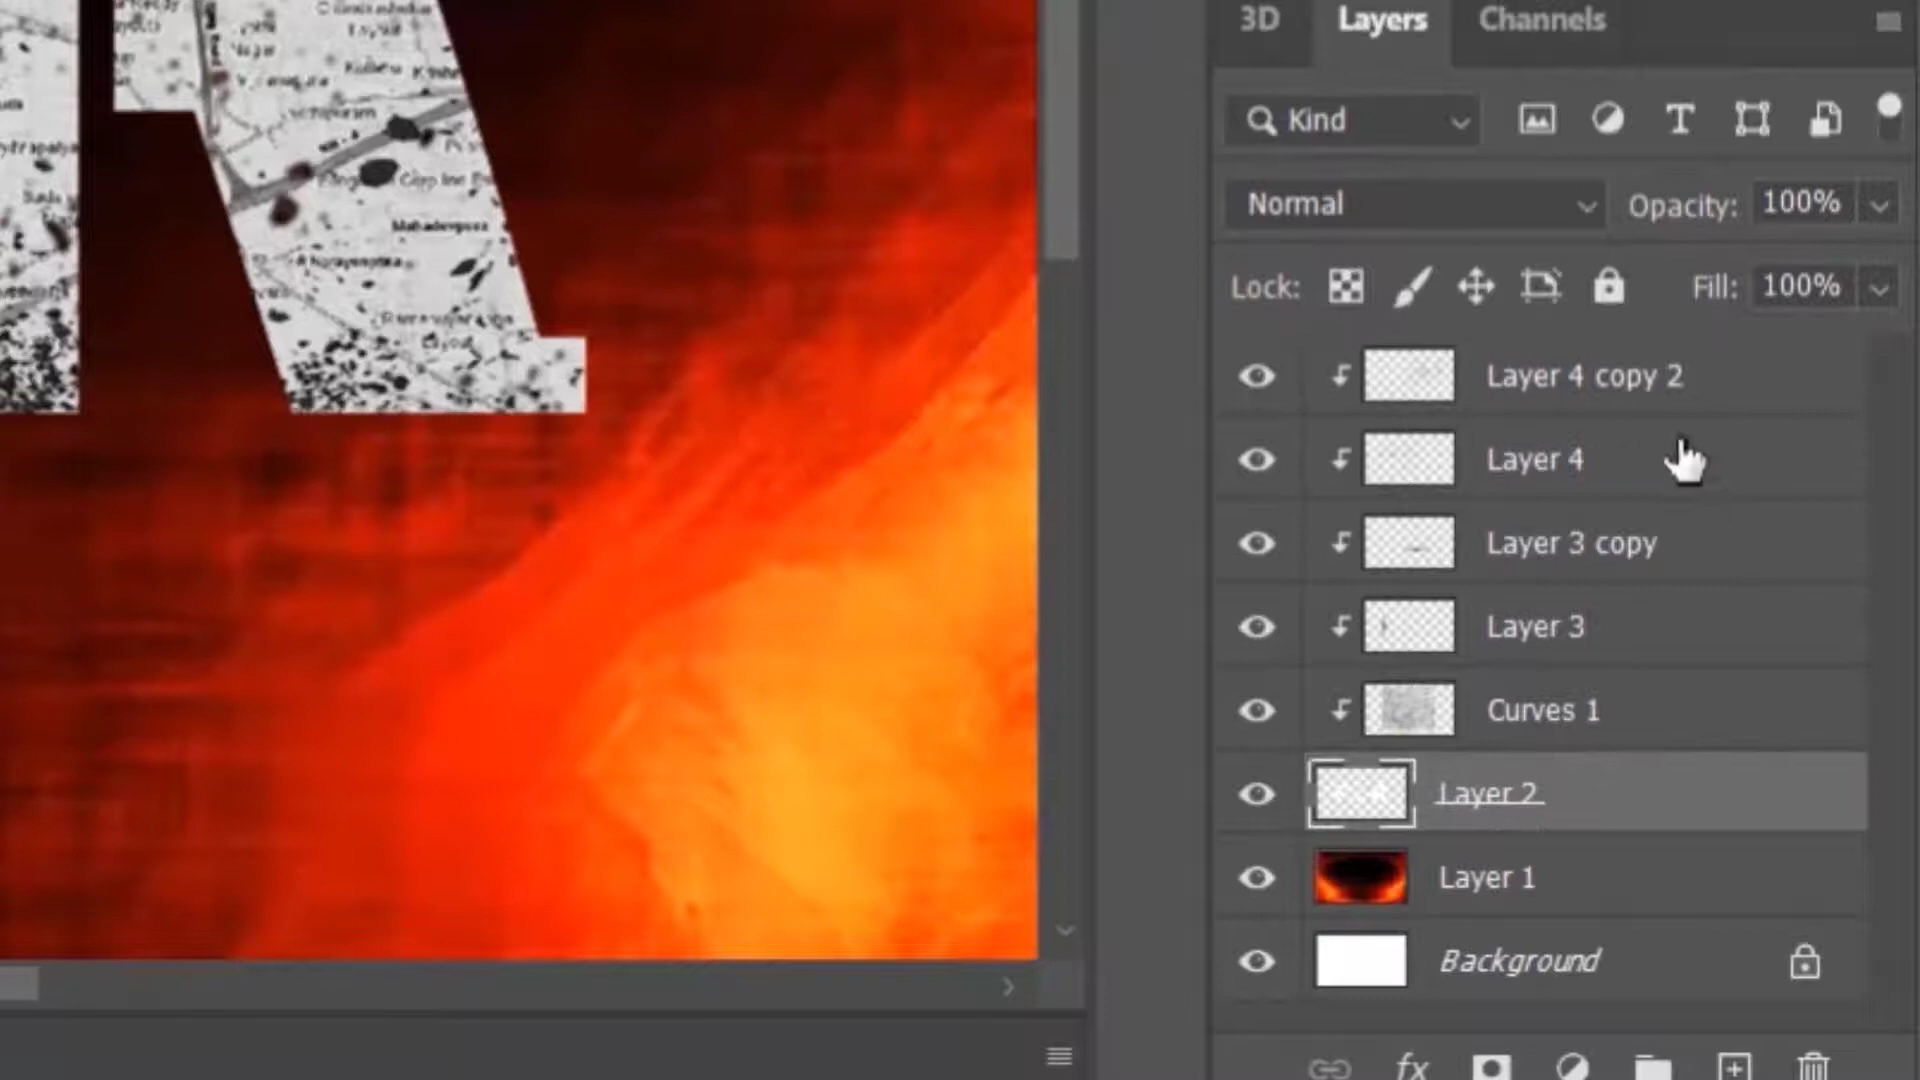 3D Layers Channels
Kind
Normal Opacity: 100%
Lock: Fill: 100%
Layer 4 copy 2
Layer 4
Layer 3 copy
Layer 3
Curves 1
Layer 2
Layer 1
Background
fx
Mahadevpura